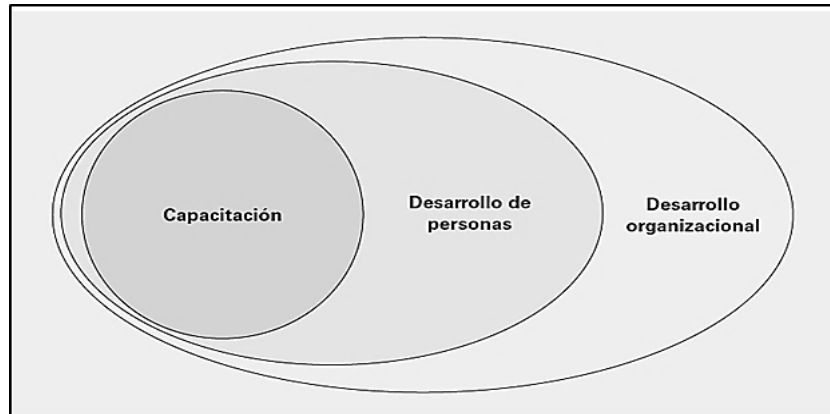 Capacitación
Desarrollo de
personas
Desarrollo
organizacional